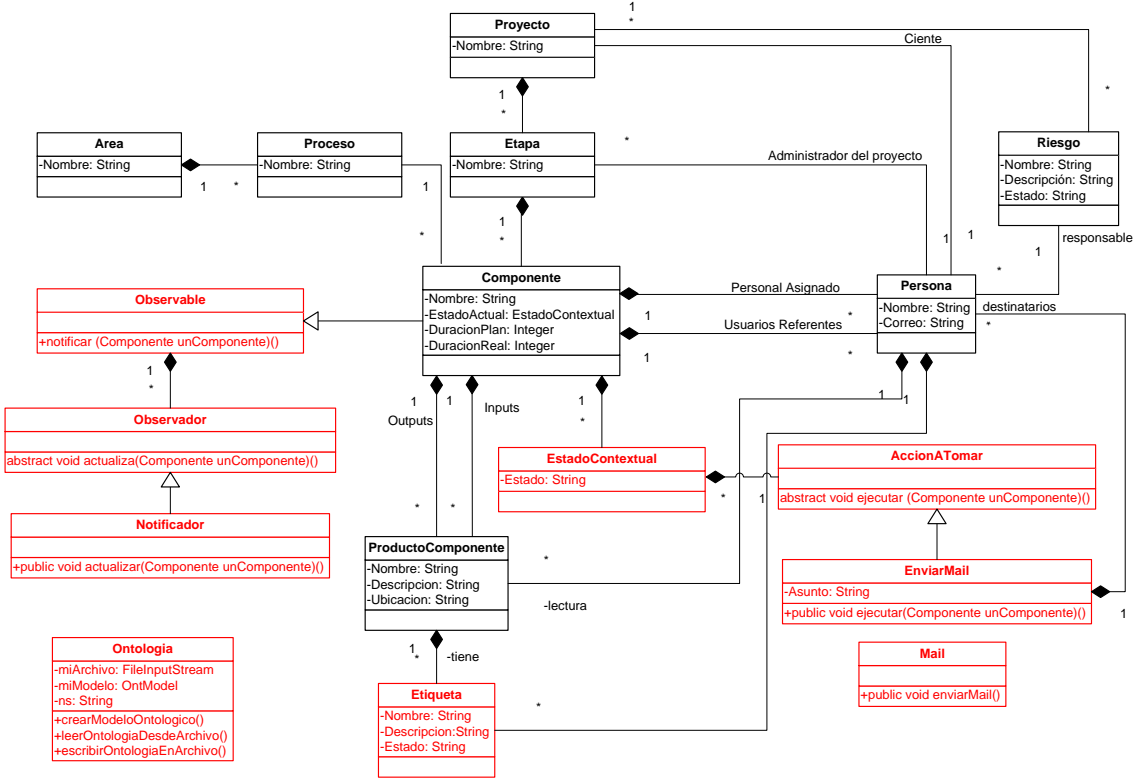 1
*
Proyecto
-Nombre: String
Ciente
1
*
*
Area
-Nombre: String
1
*
Proceso
-Nombre: String
1
*
Etapa
-Nombre: String
*
Administrador del proyecto
1
1
Riesgo
-Nombre: String
-Descripción: String
-Estado: String
1
*
responsable
1
*
Componente
-Nombre: String
-EstadoActual: EstadoContextual
-DuracionPlan: Integer
-DuracionReal: Integer
Personal Asignado
1
*
Usuarios Referentes
1
*
Persona
-Nombre: String
-Correo: String
destinatarios
*
Observable
+notificar (Componente unComponente)()
1
*
Observador
abstract void actualiza(Componente unComponente)()
Notificador
+public void actualizar(Componente unComponente)()
1
Outputs
*
1
Inputs
*
1
*
1
1
EstadoContextual
-Estado: String
*
1
AccionATomar
abstract void ejecutar (Componente unComponente)()
ProductoComponente
-Nombre: String
-Descripcion: String
-Ubicacion: String
*
-lectura
EnviarMail
-Asunto: String
+public void ejecutar(Componente unComponente)()
1
Ontologia
-miArchivo: FileInputStream
-miModelo: OntModel
-ns: String
+crearModeloOntologico()
+leerOntologiaDesdeArchivo()
+escribirOntologiaEnArchivo()
1
*
-tiene
Etiqueta
-Nombre: String
-Descripcion:String
-Estado: String
*
Mail
+public void enviarMail()